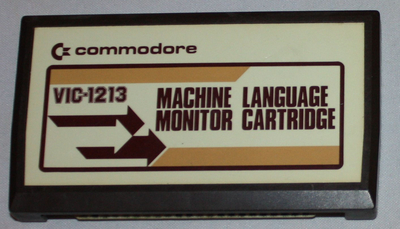 commodore
VIC-1213
MACHINE LANGUAGE
MONITOR CARTRIDGE